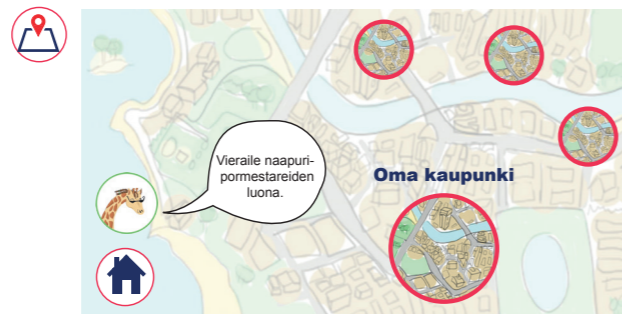 Vieraile naapuri-
pormestareiden
luona.
Oma kaupunki